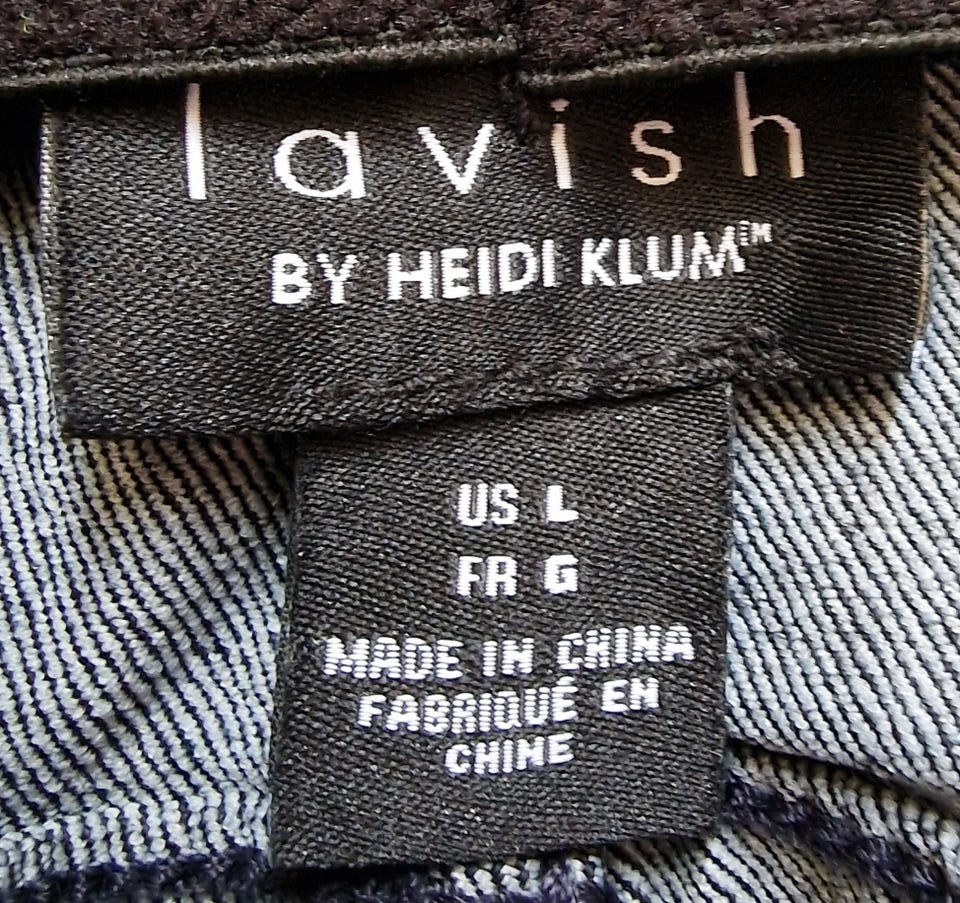 lavish
BY HEIDI KLUM™
US L
FR G
MADE IN CHINA
FABRIQUÉ EN
CHINE